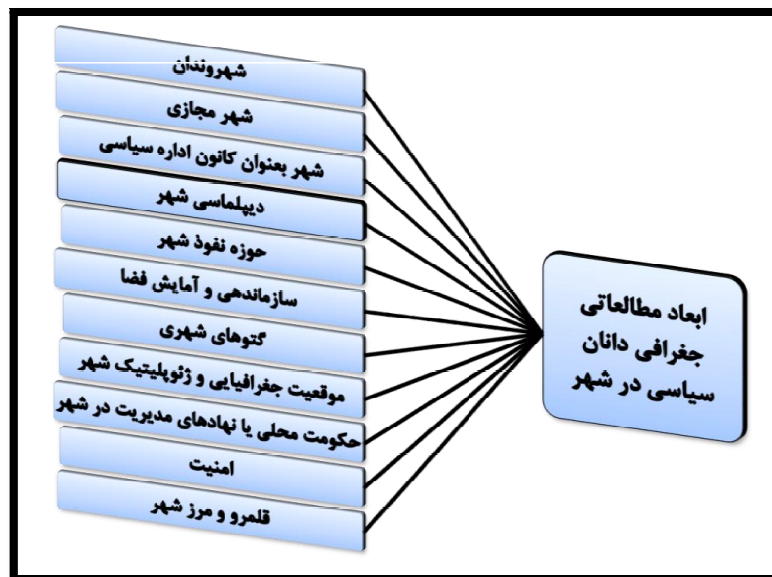 ابعاد مطالعاتی
جغرافی دانان
سیاسی در شهر
شهروندان
شهر مجازی
شهر بعنوان کانون اداره سیاسی
دیپلماسی شهر
حوزه نفوذ شهر
سازماندهی و آمایش فضا
گتوهای شهری
موقعیت جغرافیایی و ژئوپلیتیک شهر
حکومت محلی یا نهادهای مدیریت در شهر
امنیت
قلمرو و مرز شهر